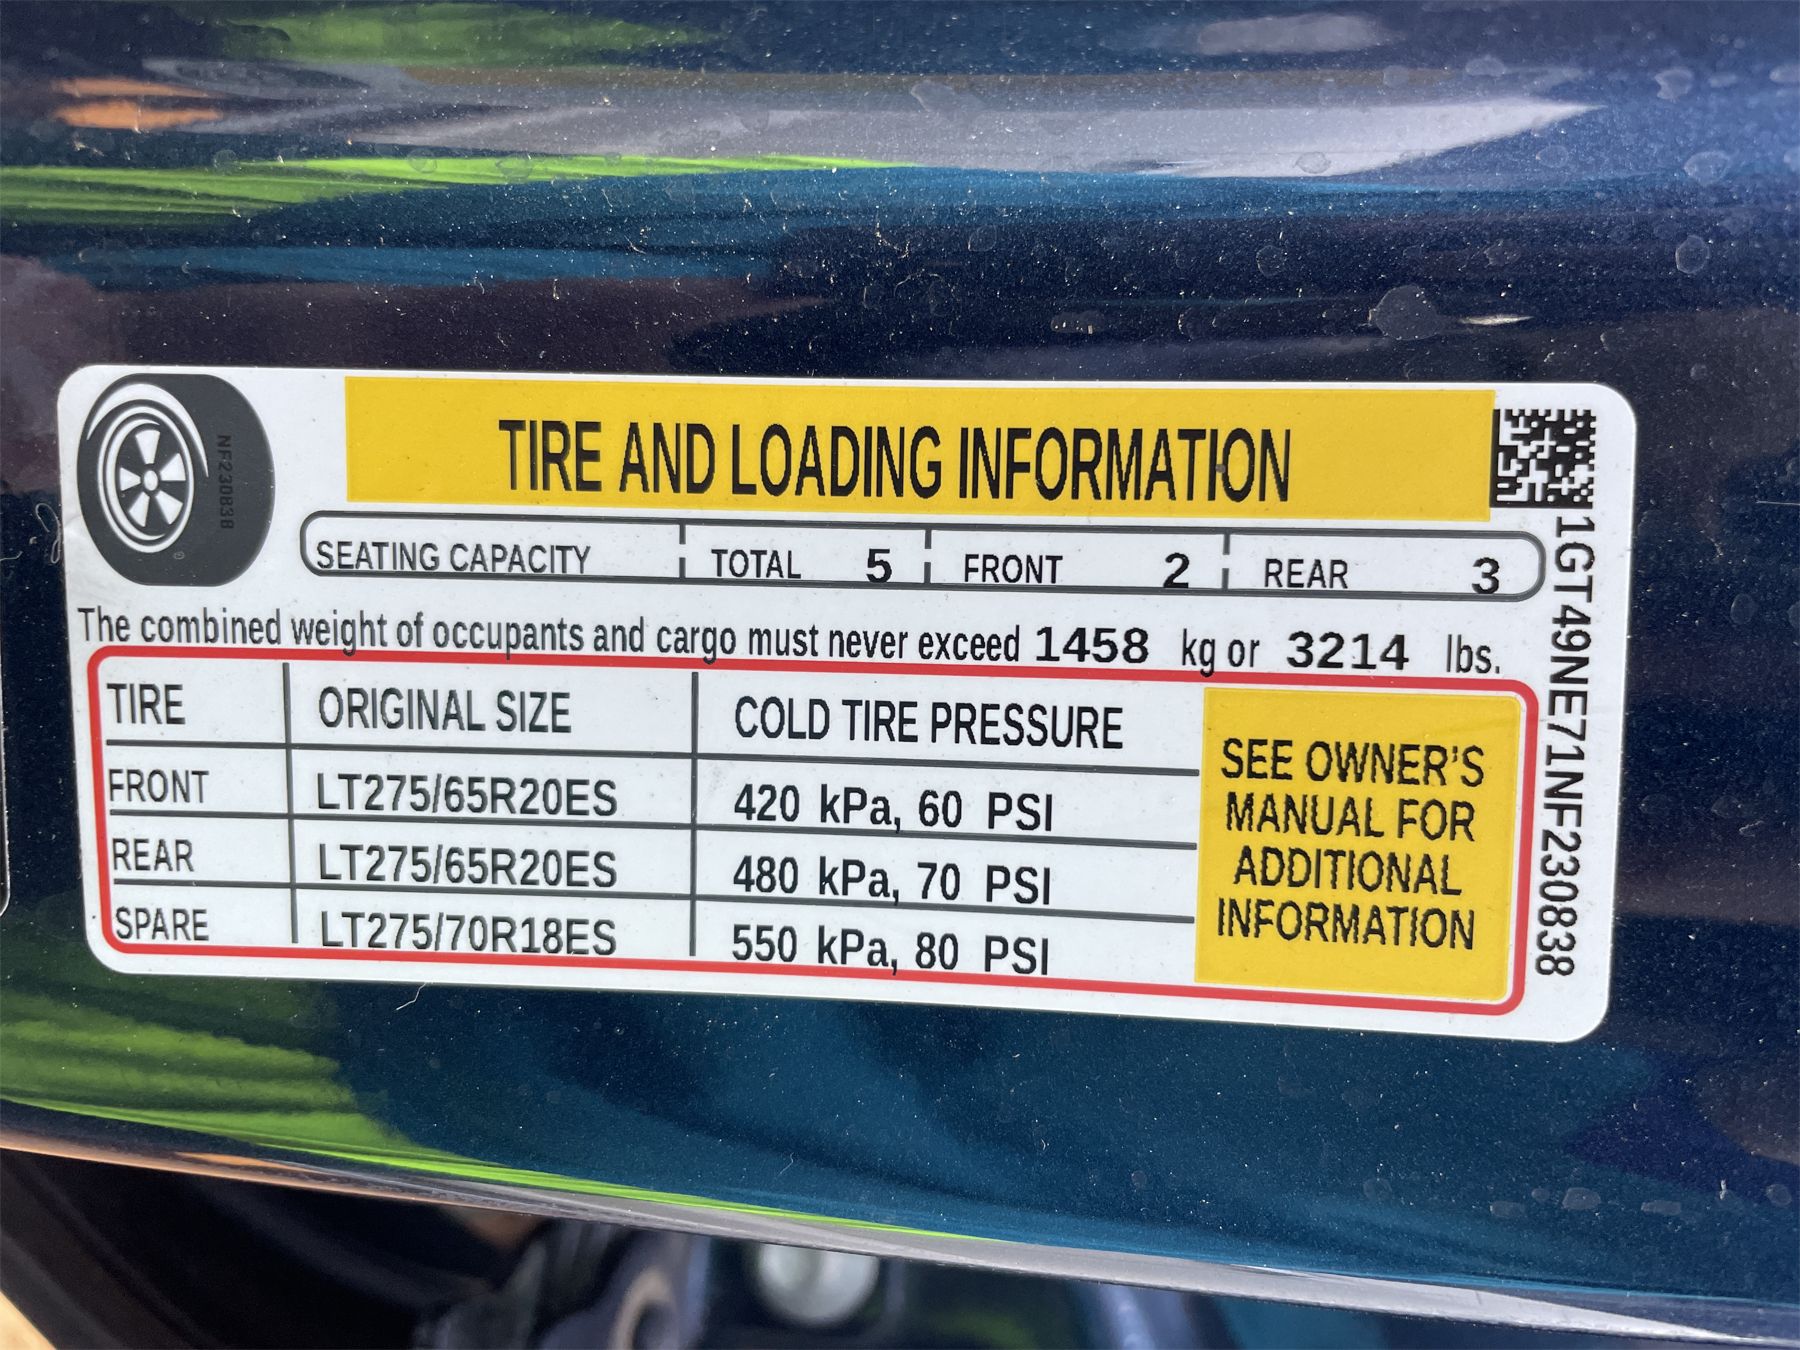 NF230838
TIRE AND LOADING INFORMATION
SEATING CAPACITY TOTAL 5 FRONT 2 REAR 3
The combined weight of occupants and cargo must never exceed 1458 kg or 3214 lbs.
TIRE ORIGINAL SIZE COLD TIRE PRESSURE
FRONT LT275/65R20ES 420 kPa, 60 PSI
REAR LT275/65R20ES 480 kPa, 70 PSI
SPARE LT275/70R18ES 550 kPa, 80 PSI
SEE OWNER'S
MANUAL FOR
ADDITIONAL
INFORMATION
1GT49NE71NF230838